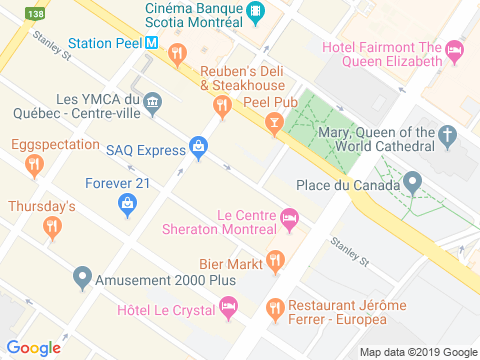 Cinéma Banque
Scotia Montréal
138
Stanley St
Station Peel M
Hotel Fairmont The
Queen Elizabeth
Reuben's Deli
& Steakhouse
Les YMCA du
Québec - Centre-ville
Peel Pub
Mary, Queen of the
World Cathedral
Eggspectation
SAQ Express
Forever 21
Place du Canada
Thursday's
Le Centre
Sheraton Montreal
Stanley St
Bier Markt
Amusement 2000 Plus
Hôtel Le Crystal
Restaurant Jérôme
Ferrer - Europea
Google
Map data ©2019 Google